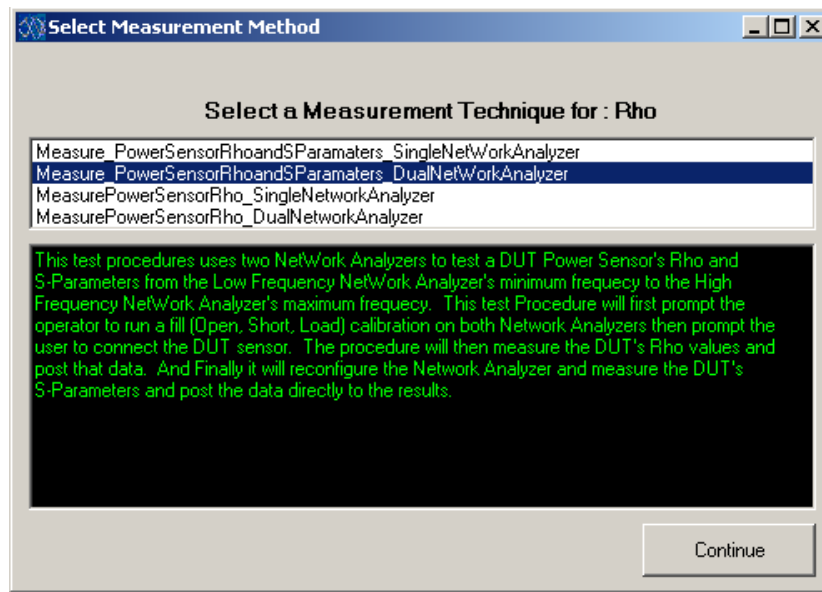 Select Measurement Method
Select a Measurement Technique for : Rho
Measure_PowerSensorRhoandSParamaters_SingleNetWorkAnalyzer
Measure_PowerSensorRhoandSParamaters_DualNetWorkAnalyzer
MeasurePowerSensorRho_SingleNetworkAnalyzer
MeasurePowerSensorRho_DualNetworkAnalyzer
This test procedures uses two NetWork Analyzers to test a DUT Power Sensor's Rho and
S-Parameters from the Low Frequency NetWork Analyzer's minimum frequecy to the High
Frequency NetWork Analyzer's maximum frequecy.  This test Procedure will first prompt the
operator to run a fill (Open, Short, Load) calibration on both Network Analyzers then prompt the
user to connect the DUT sensor.  The procedure will then measure the DUT's Rho values and
post that data.  And Finally it will reconfigure the Network Analyzer and measure the DUT's
S-Parameters and post the data directly to the results.
Continue